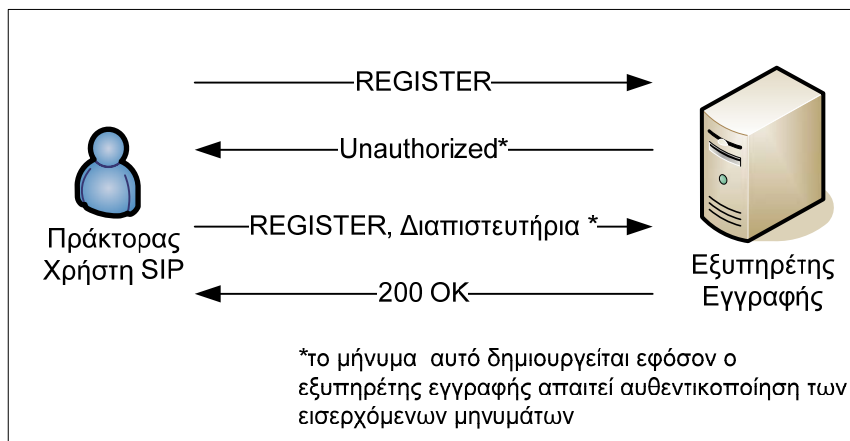 REGISTER
Unauthorized*
REGISTER, Διαπιστευτήρια *
200 OK
Πράκτορας
Χρήστη SIP
Εξυπηρέτης
Εγγραφής
*το μήνυμα αυτό δημιουργείται εφόσον ο
εξυπηρέτης εγγραφής απαιτεί αυθεντικοποίηση των
εισερχόμενων μηνυμάτων